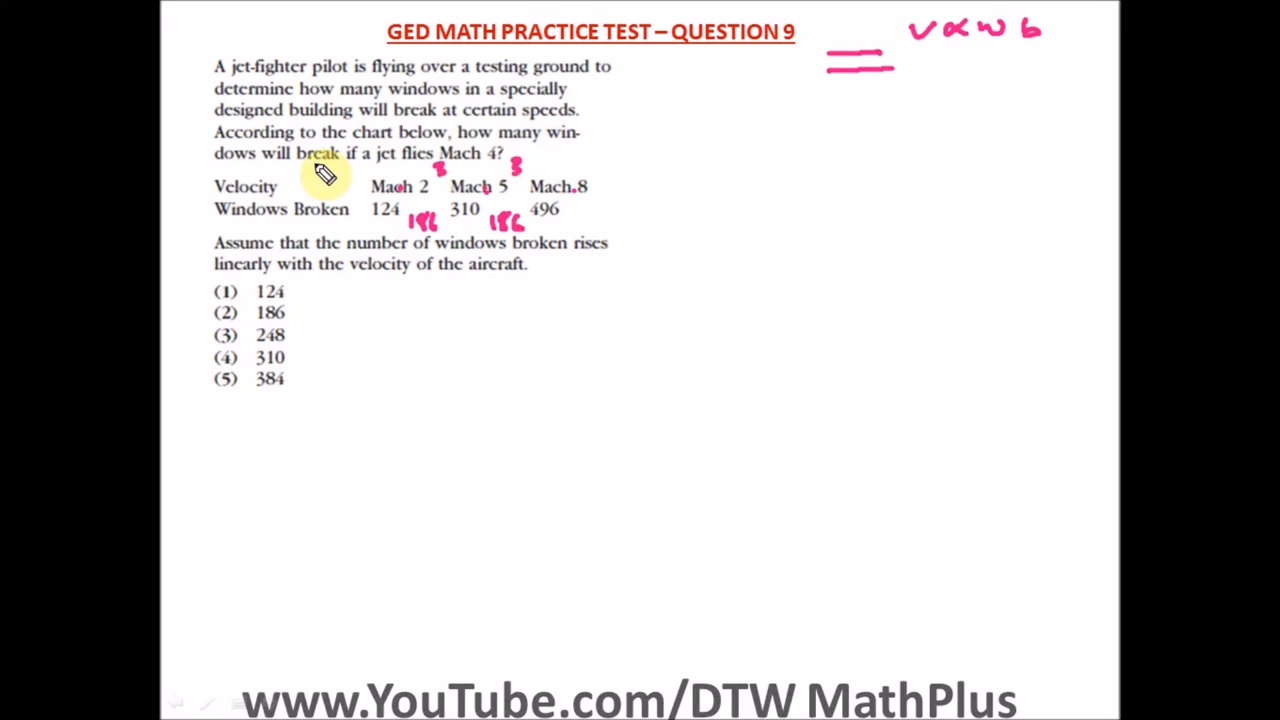 GED MATH PRACTICE TEST – QUESTION 9
v ∝ w b
A jet-fighter pilot is flying over a testing ground to
determine how many windows in a specially
designed building will break at certain speeds.
According to the chart below, how many win-
dows will break if a jet flies Mach 4?
3 3
Velocity Mach 2 Mach 5 Mach 8
Windows Broken 124 310 496
186 186
Assume that the number of windows broken rises
linearly with the velocity of the aircraft.
(1) 124
(2) 186
(3) 248
(4) 310
(5) 384
www.YouTube.com/DTW MathPlus